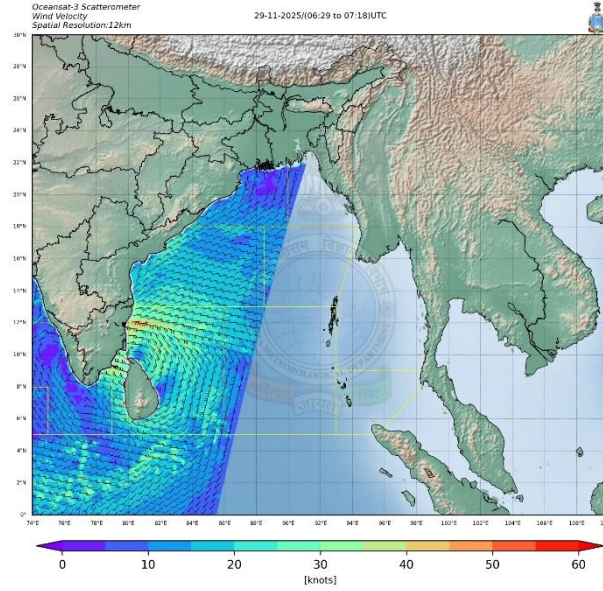 Oceansat-3 Scatterometer
Wind Velocity
Spatial Resolution:12km
29-11-2025/(06:29 to 07:18)UTC
30°N
28°N
26°N
24°N
22°N
20°N
18°N
16°N
14°N
12°N
10°N
8°N
6°N
4°N
2°N
0°
74°E 76°E 78°E 80°E 82°E 84°E 86°E 88°E 90°E 92°E 94°E 96°E 98°E 100°E 102°E 104°E 106°E 108°E
0 10 20 30 40 50 60
[knots]